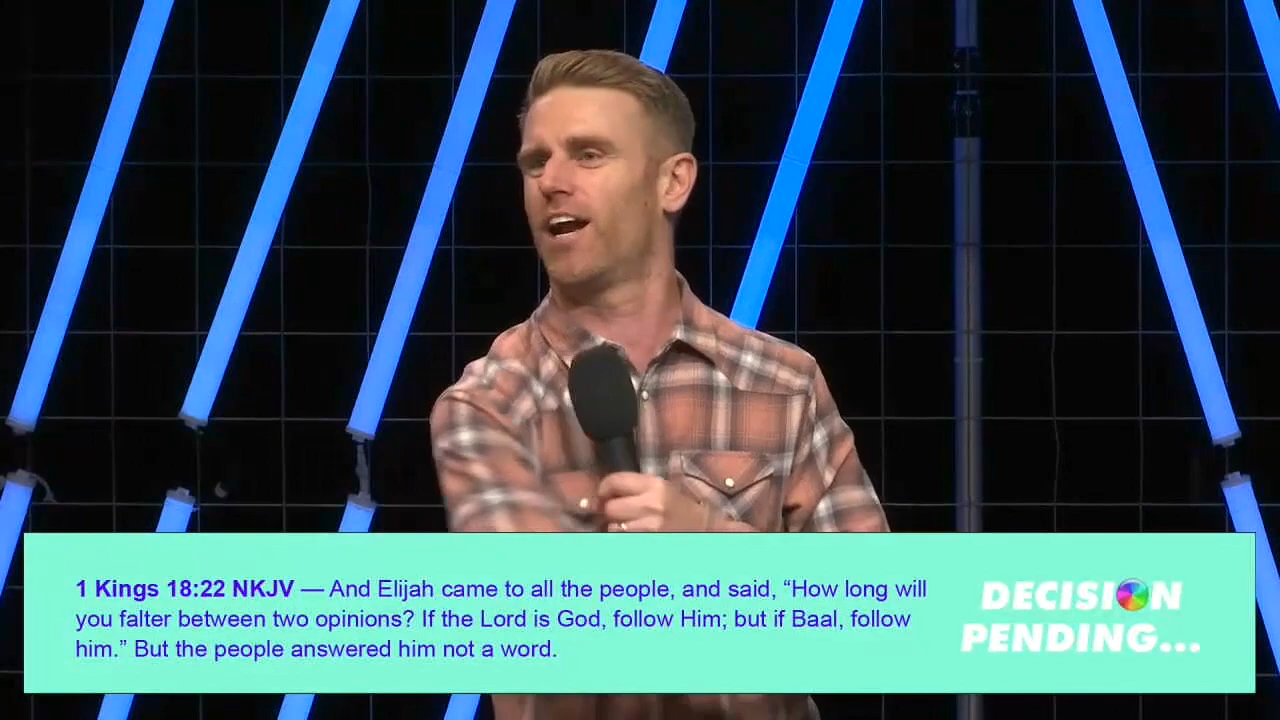 1 Kings 18:22 NKJV — And Elijah came to all the people, and said, “How long will
you falter between two opinions? If the Lord is God, follow Him; but if Baal, follow
him.” But the people answered him not a word.
DECISION
PENDING...